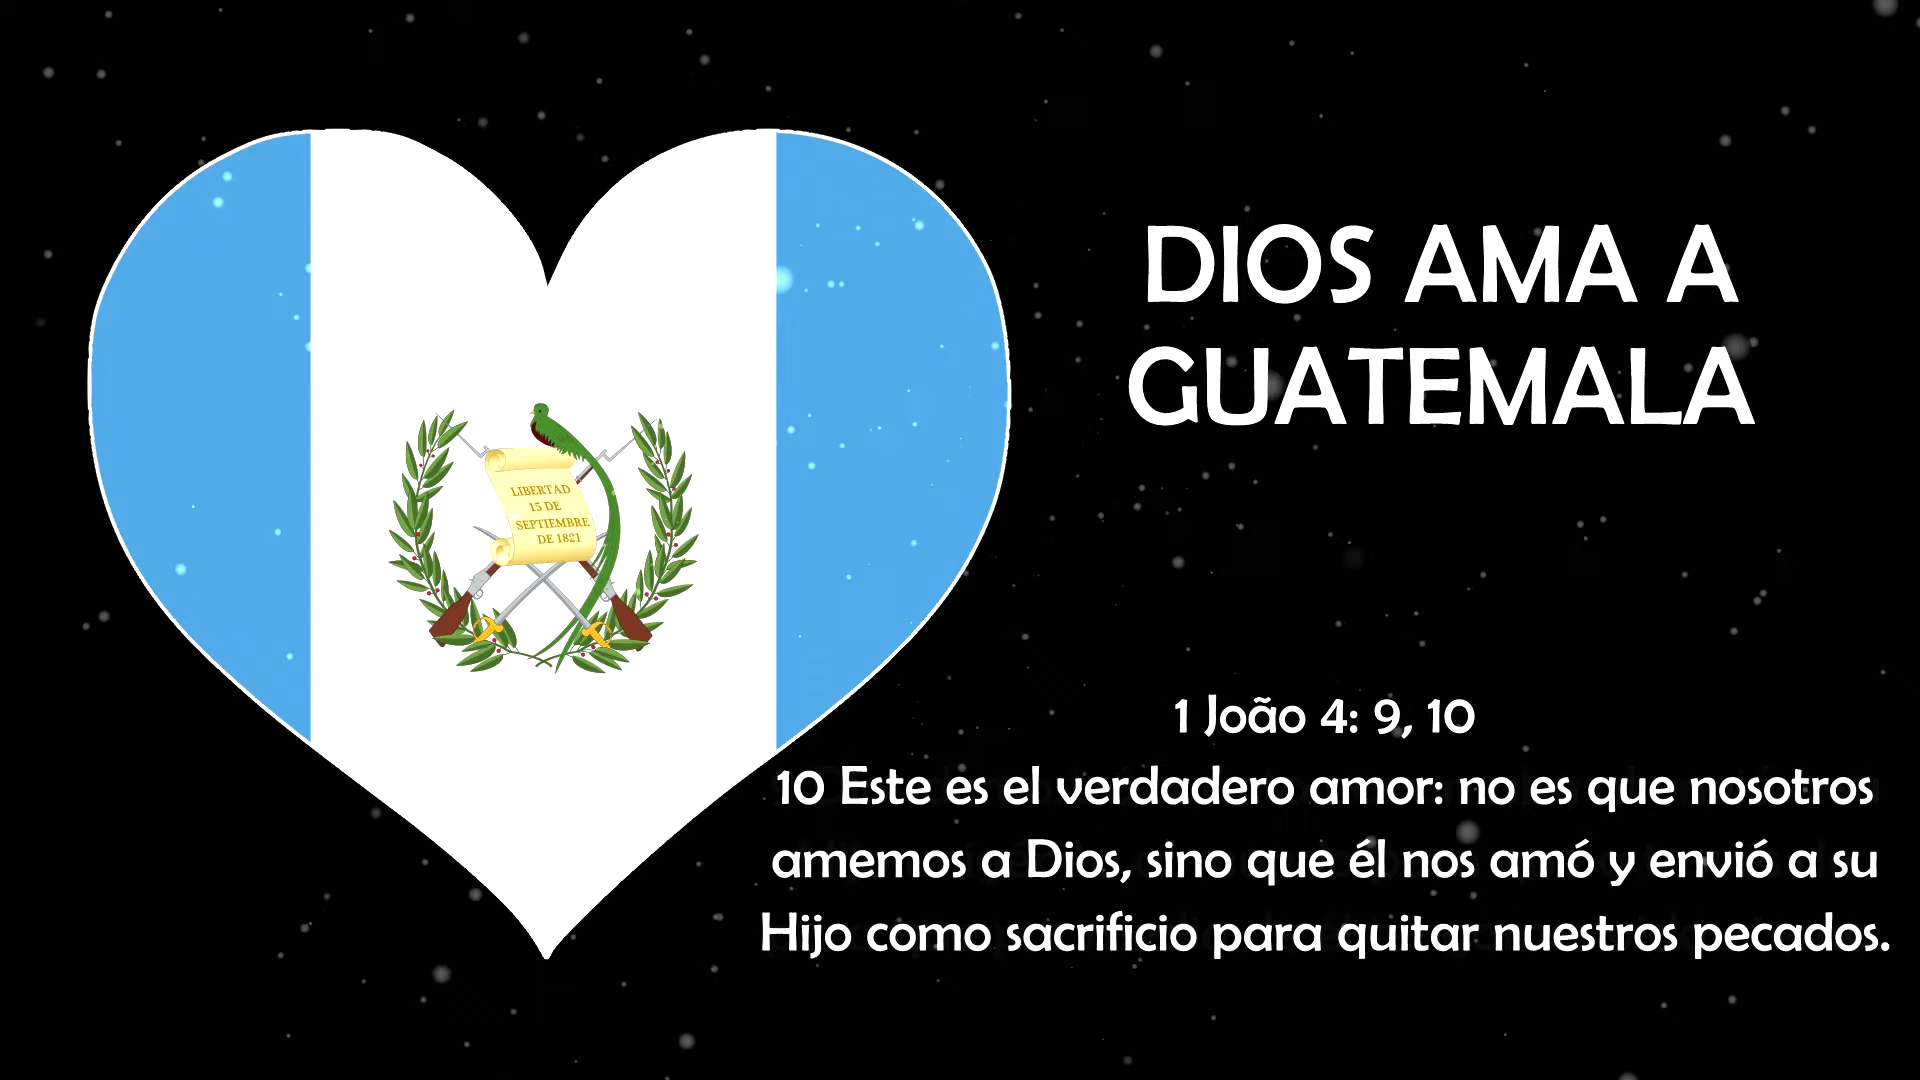 LIBERTAD
15 DE
SEPTIEMBRE
DE 1821
DIOS AMA A
GUATEMALA
1 João 4: 9, 10
10 Este es el verdadero amor: no es que nosotros
amemos a Dios, sino que él nos amó y envió a su
Hijo como sacrificio para quitar nuestros pecados.